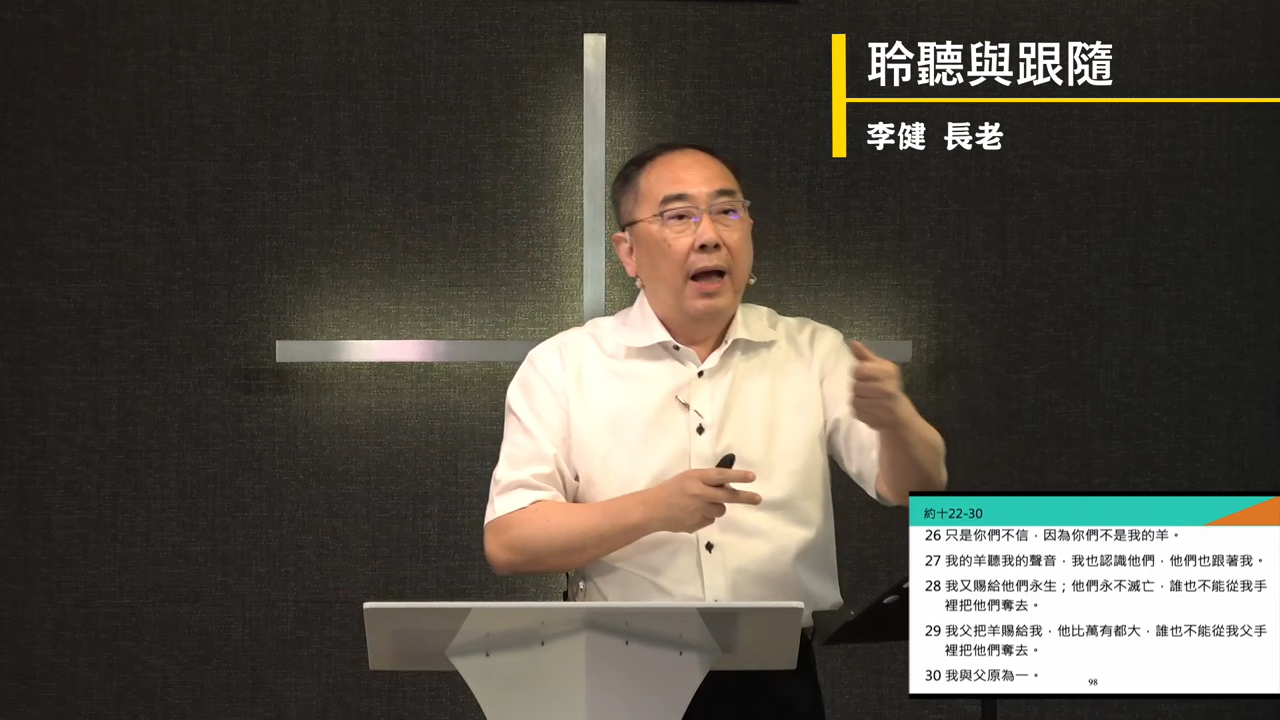 聆聽與跟隨
李健 長老
約十22-30
26 只是你們不信，因為你們不是我的羊。
27 我的羊聽我的聲音，我也認識他們，他們也跟著我。
28 我又賜給他們永生；他們永不滅亡，誰也不能從我手
裡把他們奪去。
29 我父把羊賜給我，他比萬有都大，誰也不能從我父手
裡把他們奪去。
30 我與父原為一。
98